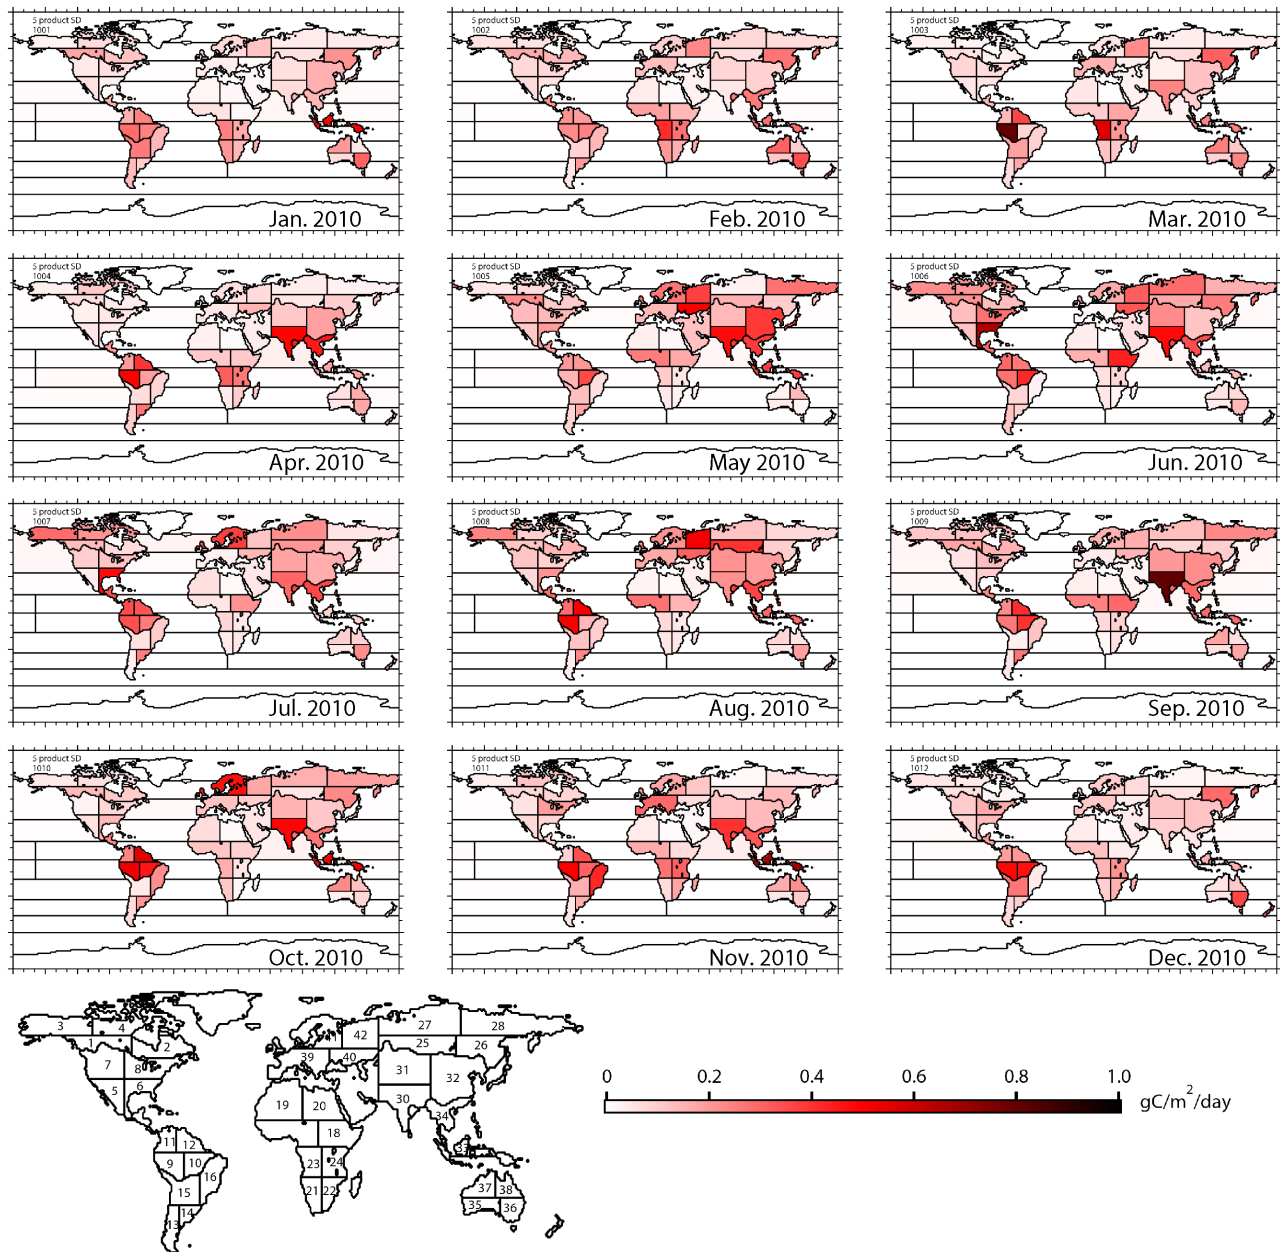 5 product SD
1001
Jan. 2010
5 product SD
1002
Feb. 2010
5 product SD
1003
Mar. 2010
5 product SD
1004
Apr. 2010
5 product SD
1005
May 2010
5 product SD
1006
Jun. 2010
5 product SD
1007
Jul. 2010
5 product SD
1008
Aug. 2010
5 product SD
1009
Sep. 2010
5 product SD
1010
Oct. 2010
5 product SD
1011
Nov. 2010
5 product SD
1012
Dec. 2010
3 4 27 28
1 2 42 25 26
39 40
7 8 31 32
5 6 30
19 20 34
18
11 12
9 10 23 24
16
15 21 22 37 38
35 36
14
13
0 0.2 0.4 0.6 0.8 1.0
gC/m²/day